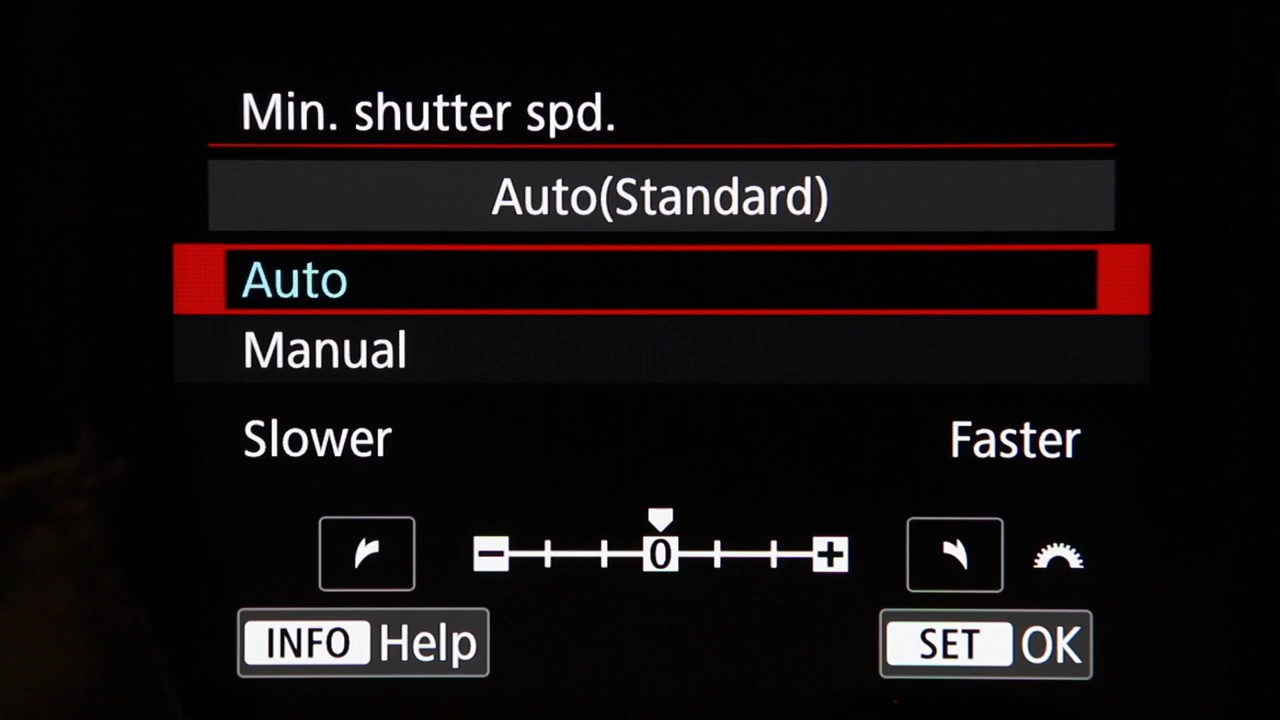 Min. shutter spd.
Auto(Standard)
Auto
Manual
Slower Faster
− 0 +
INFO Help SET OK